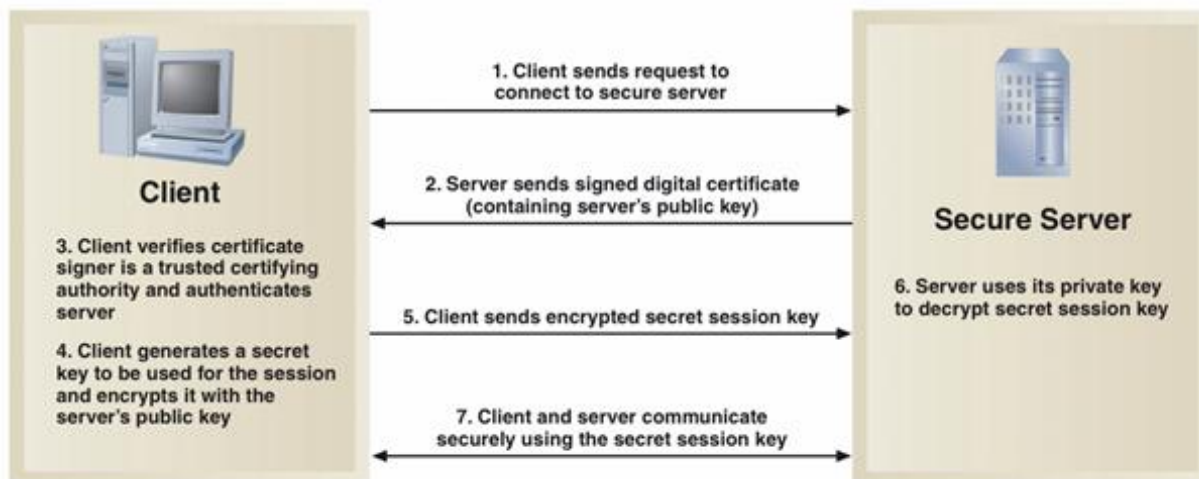 1. Client sends request to
connect to secure server
2. Server sends signed digital certificate
(containing server's public key)
Client
Secure Server
3. Client verifies certificate
signer is a trusted certifying
authority and authenticates
server
4. Client generates a secret
key to be used for the session
and encrypts it with the
server's public key
5. Client sends encrypted secret session key
6. Server uses its private key
to decrypt secret session key
7. Client and server communicate
securely using the secret session key